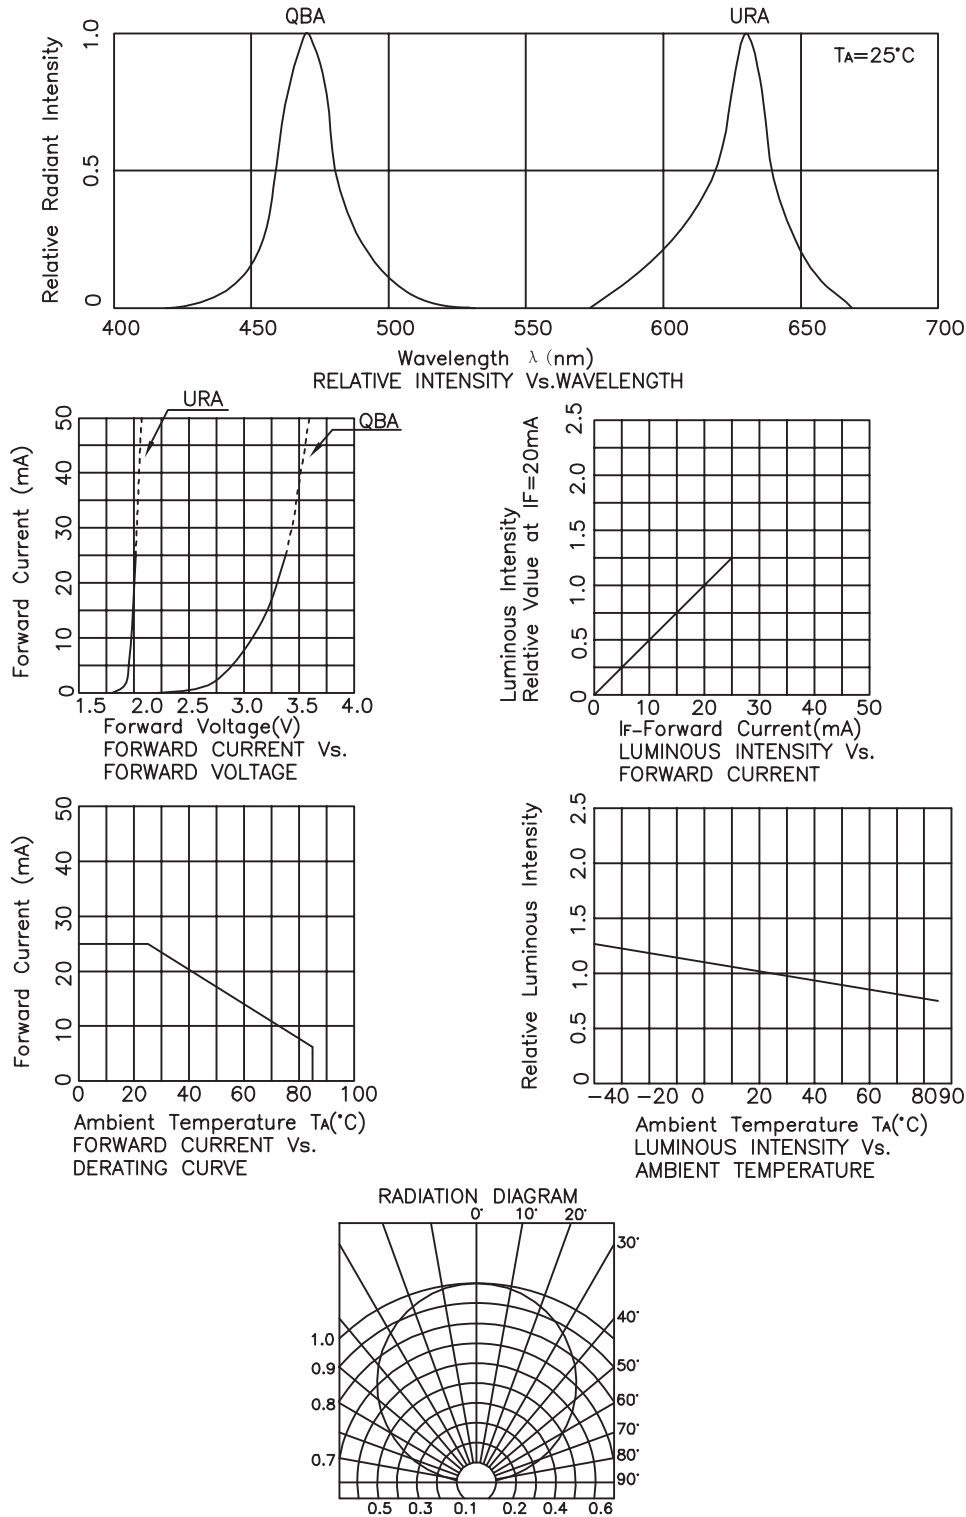 QBA URA
TA=25°C
Relative Radiant Intensity
1.0
0.5
0
400 450 500 550 600 650 700
Wavelength λ (nm)
RELATIVE INTENSITY Vs.WAVELENGTH
URA
QBA
Forward Current (mA)
50
40
30
20
10
0
1.5 2.0 2.5 3.0 3.5 4.0
Forward Voltage(V)
FORWARD CURRENT Vs.
FORWARD VOLTAGE
Luminous Intensity
Relative Value at IF=20mA
2.5
2.0
1.5
1.0
0.5
0
0 10 20 30 40 50
IF-Forward Current(mA)
LUMINOUS INTENSITY Vs.
FORWARD CURRENT
Forward Current (mA)
50
40
30
20
10
0
0 20 40 60 80 100
Ambient Temperature TA(°C)
FORWARD CURRENT Vs.
DERATING CURVE
Relative Luminous Intensity
2.5
2.0
1.5
1.0
0.5
0
-40 -20 0 20 40 60 8090
Ambient Temperature TA(°C)
LUMINOUS INTENSITY Vs.
AMBIENT TEMPERATURE
RADIATION DIAGRAM
0° 10° 20°
30°
40°
1.0
50°
0.9
60°
0.8
70°
80°
0.7
90°
0.5 0.3 0.1 0.2 0.4 0.6